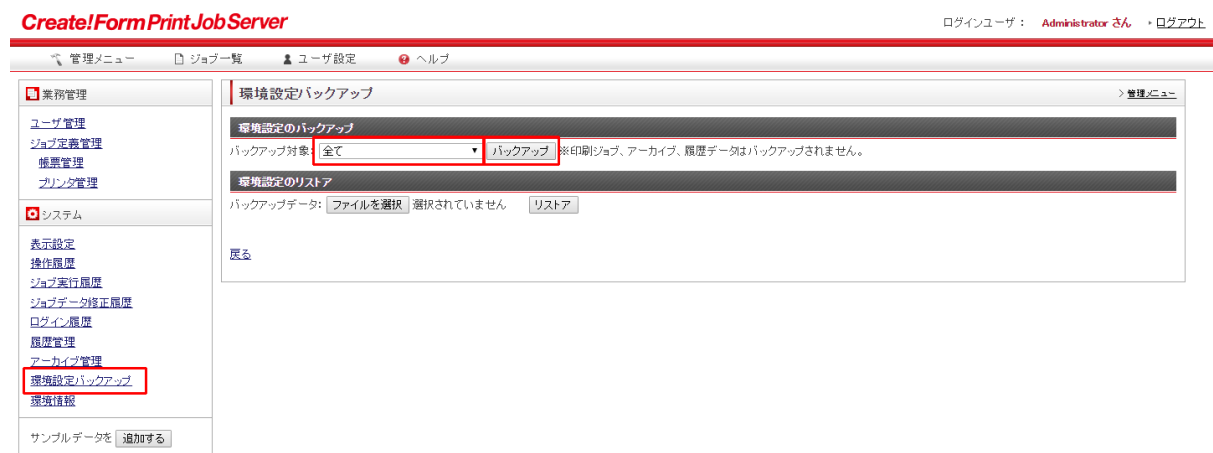 Create!Form PrintJobServer
ログインユーザ： Administrator さん ・ログアウト
管理メニュー ジョブ一覧 ユーザ設定 ヘルプ
業務管理
ユーザ管理
ジョブ定義管理
帳票管理
プリンタ管理
システム
表示設定
操作履歴
ジョブ実行履歴
ジョブデータ修正履歴
ログイン履歴
履歴管理
アーカイブ管理
環境設定バックアップ
環境情報
サンプルデータを 追加する
環境設定バックアップ
＞管理メニュー
環境設定のバックアップ
バックアップ対象: 全て バックアップ ※印刷ジョブ、アーカイブ、履歴データはバックアップされません。
環境設定のリストア
バックアップデータ: ファイルを選択 選択されていません リストア
戻る